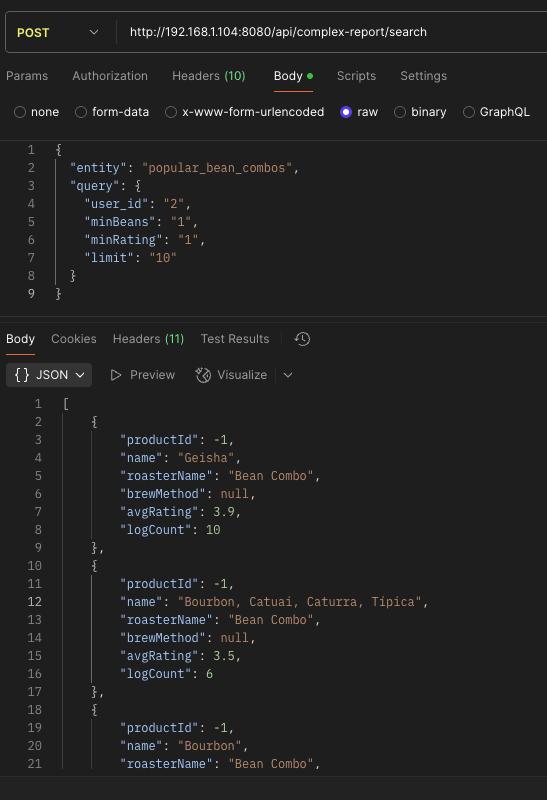 POST http://192.168.1.104:8080/api/complex-report/search
Params Authorization Headers (10) Body Scripts Settings
none form-data x-www-form-urlencoded raw binary GraphQL
1 {
2 "entity": "popular_bean_combos",
3 "query": {
4 "user_id": "2",
5 "minBeans": "1",
6 "minRating": "1",
7 "limit": "10"
8 }
9 }
Body Cookies Headers (11) Test Results
{} JSON Preview Visualize
1 [
2 {
3 "productId": -1,
4 "name": "Geisha",
5 "roasterName": "Bean Combo",
6 "brewMethod": null,
7 "avgRating": 3.9,
8 "logCount": 10
9 },
10 {
11 "productId": -1,
12 "name": "Bourbon, Catuai, Caturra, Típica",
13 "roasterName": "Bean Combo",
14 "brewMethod": null,
15 "avgRating": 3.5,
16 "logCount": 6
17 },
18 {
19 "productId": -1,
20 "name": "Bourbon",
21 "roasterName": "Bean Combo",